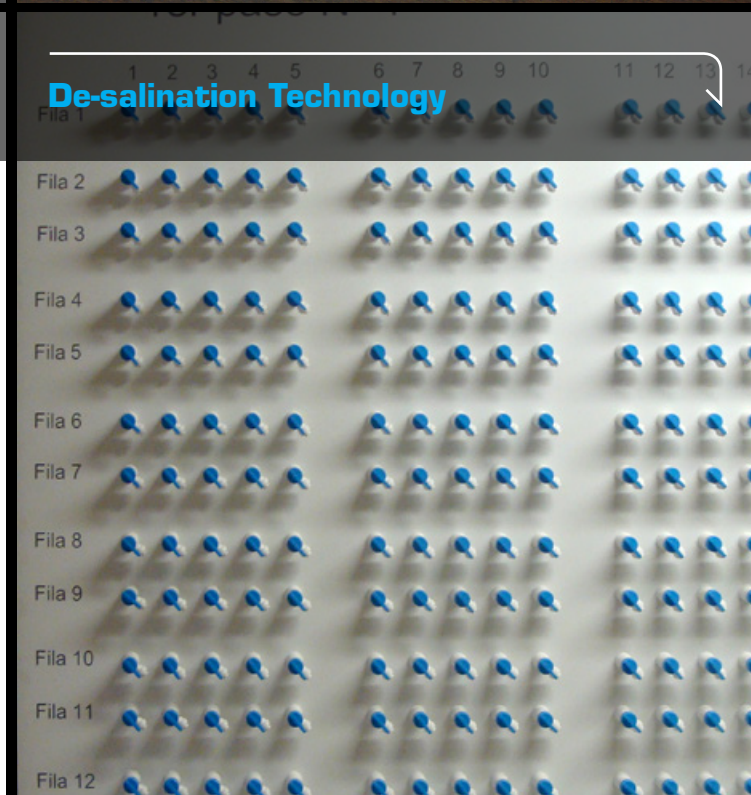 1 2 3 4 5 6 7 8 9 10 11 12 13 14
De-salination Technology
Fila 1
Fila 2
Fila 3
Fila 4
Fila 5
Fila 6
Fila 7
Fila 8
Fila 9
Fila 10
Fila 11
Fila 12